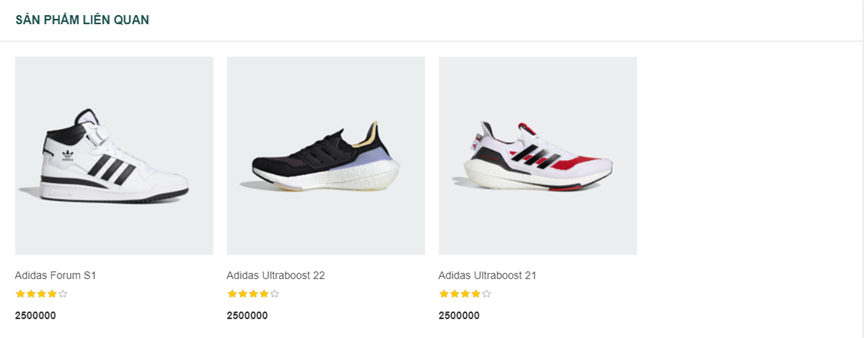 SẢN PHẨM LIÊN QUAN
Adidas Forum S1
Adidas Ultraboost 22
Adidas Ultraboost 21
2500000
2500000
2500000